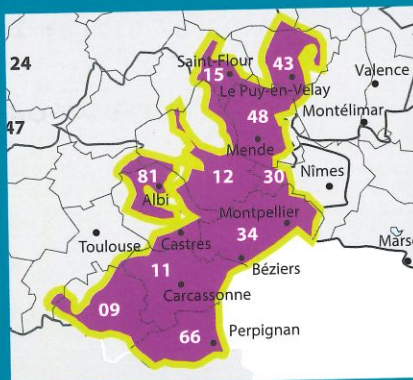 24
Saint-Flour
15
43
Valence
Le Puy-en-Velay
Montélimar
47
48
Mende
81
12
30
Nîmes
Albi
Montpellier
Toulouse
Castres
34
11
Béziers
Carcassonne
09
66
Perpignan